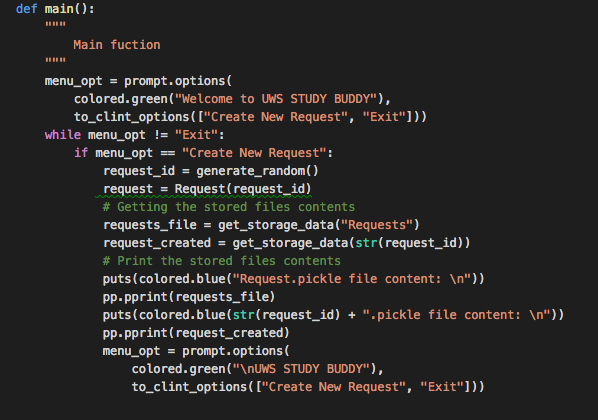 def main():
    """
        Main fuction
    """
    menu_opt = prompt.options(
        colored.green("Welcome to UWS STUDY BUDDY"),
        to_clint_options(["Create New Request", "Exit"]))
    while menu_opt != "Exit":
        if menu_opt == "Create New Request":
            request_id = generate_random()
            request = Request(request_id)
            # Getting the stored files contents
            requests_file = get_storage_data("Requests")
            request_created = get_storage_data(str(request_id))
            # Print the stored files contents
            puts(colored.blue("Request.pickle file content: \n"))
            pp.pprint(requests_file)
            puts(colored.blue(str(request_id) + ".pickle file content: \n"))
            pp.pprint(request_created)
            menu_opt = prompt.options(
                colored.green("\nUWS STUDY BUDDY"),
                to_clint_options(["Create New Request", "Exit"]))